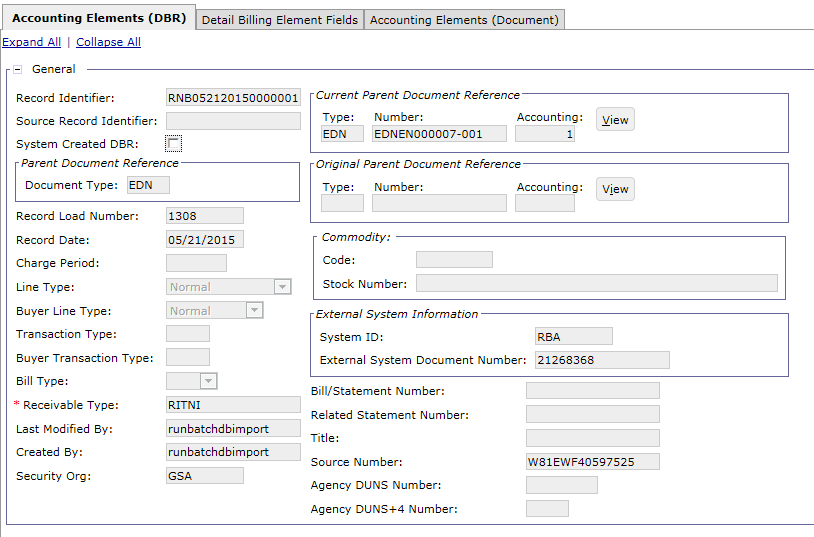 Accounting Elements (DBR) Detail Billing Element Fields Accounting Elements (Document)
Expand All | Collapse All
General
Record Identifier: RNB052120150000001
Source Record Identifier:
System Created DBR:
Parent Document Reference
Document Type: EDN
Record Load Number: 1308
Record Date: 05/21/2015
Charge Period:
Line Type: Normal
Buyer Line Type: Normal
Transaction Type:
Buyer Transaction Type:
Bill Type:
* Receivable Type: RITNI
Last Modified By: runbatchdbimport
Created By: runbatchdbimport
Security Org: GSA
Current Parent Document Reference
Type: Number: Accounting:
EDN EDNEN000007-001 1 View
Original Parent Document Reference
Type: Number: Accounting:
View
Commodity:
Code:
Stock Number:
External System Information
System ID: RBA
External System Document Number: 21268368
Bill/Statement Number:
Related Statement Number:
Title:
Source Number: W81EWF40597525
Agency DUNS Number:
Agency DUNS+4 Number: